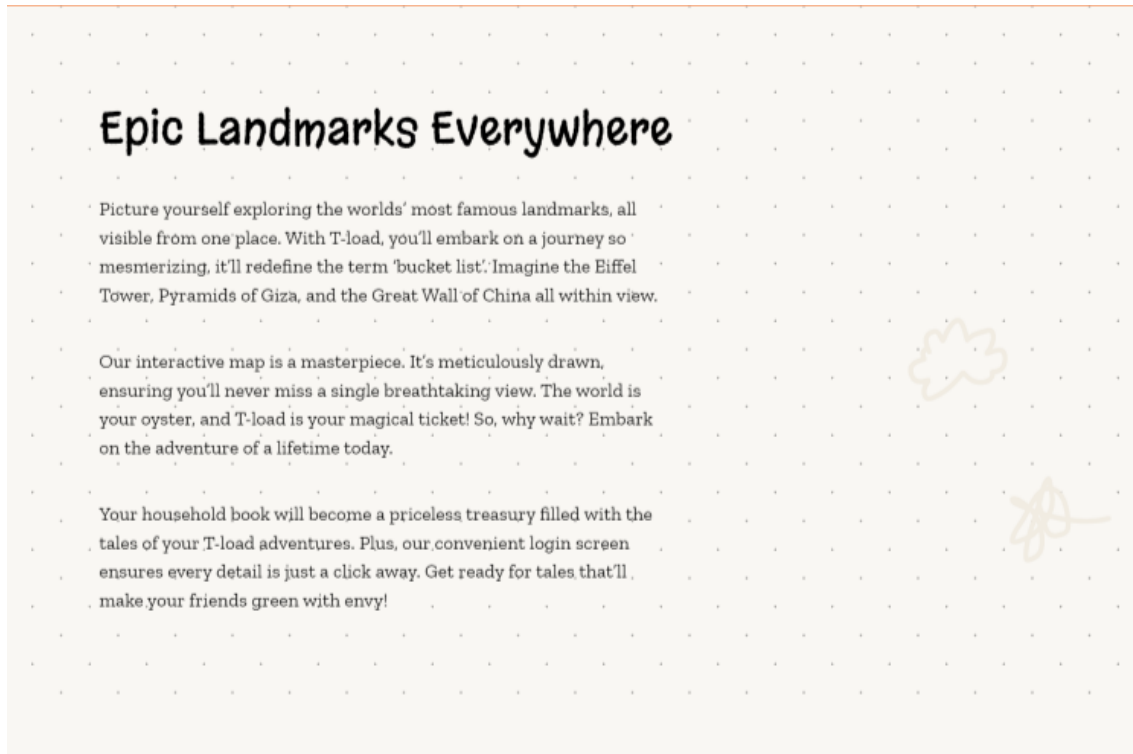 Epic Landmarks Everywhere
Picture yourself exploring the worlds’ most famous landmarks, all
visible from one place. With T-load, you’ll embark on a journey so
mesmerizing, it’ll redefine the term ‘bucket list’. Imagine the Eiffel
Tower, Pyramids of Giza, and the Great Wall of China all within view.
Our interactive map is a masterpiece. It’s meticulously drawn,
ensuring you’ll never miss a single breathtaking view. The world is
your oyster, and T-load is your magical ticket! So, why wait? Embark
on the adventure of a lifetime today.
Your household book will become a priceless treasury filled with the
tales of your T-load adventures. Plus, our convenient login screen
ensures every detail is just a click away. Get ready for tales that’ll
make your friends green with envy!